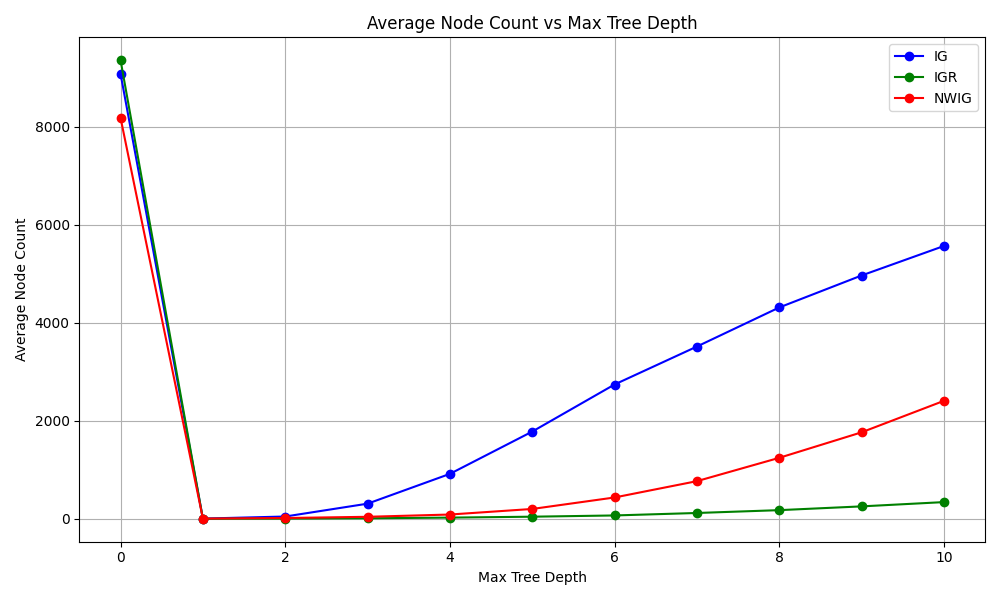 Average Node Count vs Max Tree Depth
IG
IGR
NWIG
Average Node Count
8000
6000
4000
2000
0
0 2 4 6 8 10
Max Tree Depth